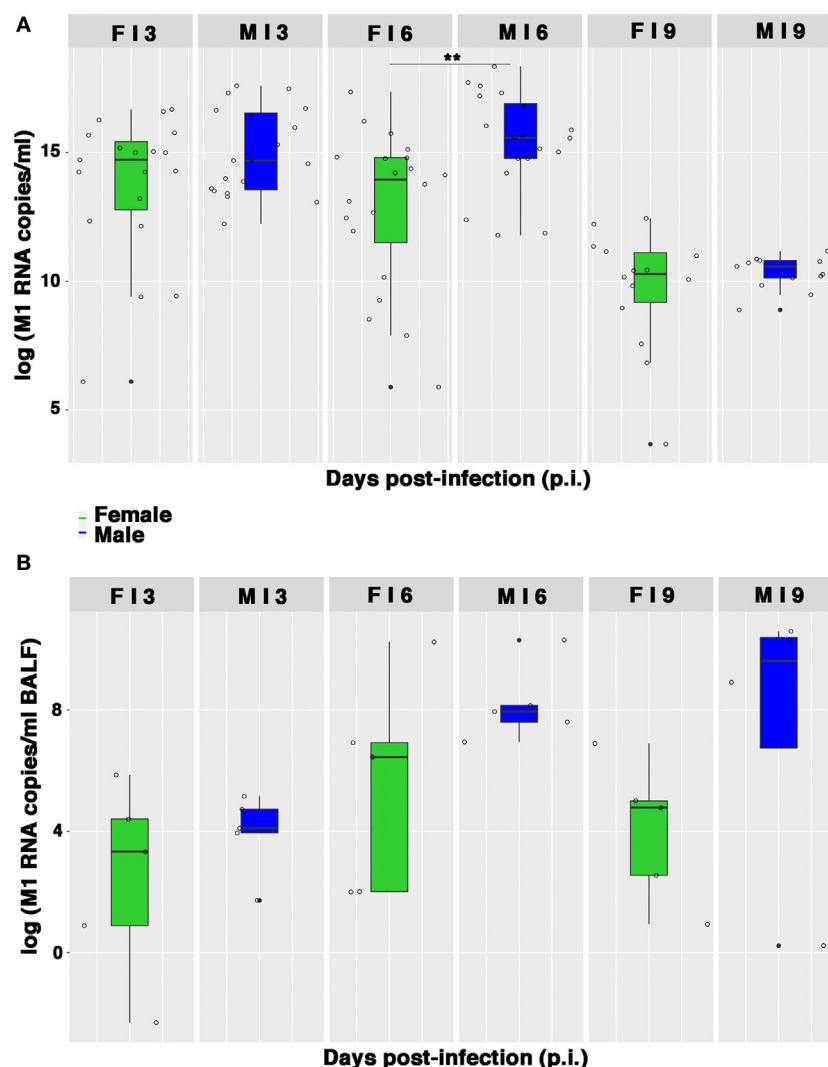 A
F I 3 M I 3 F I 6 M I 6 F I 9 M I 9
**
15
10
5
log (M1 RNA copies/ml)
Days post-infection (p.i.)
Female
Male
B
F I 3 M I 3 F I 6 M I 6 F I 9 M I 9
8
4
0
log (M1 RNA copies/ml BALF)
Days post-infection (p.i.)